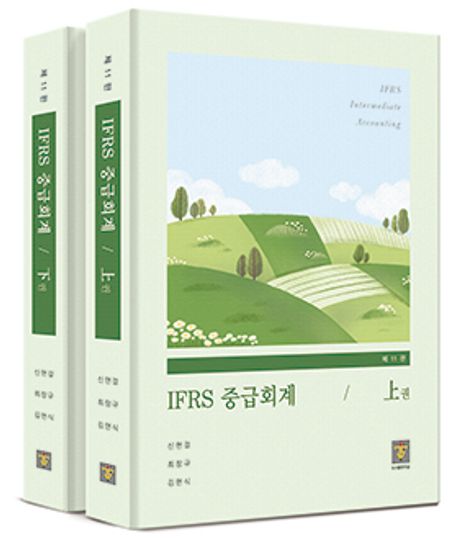 제 11 판
IFRS 중급회계 / 下권
신현걸
최창규
김현식
제 11 판
IFRS 중급회계 / 上권
신현걸
최창규
김현식
IFRS
Intermediate
Accounting
제 11 판
IFRS 중급회계 / 上권
신현걸
최창규
김현식